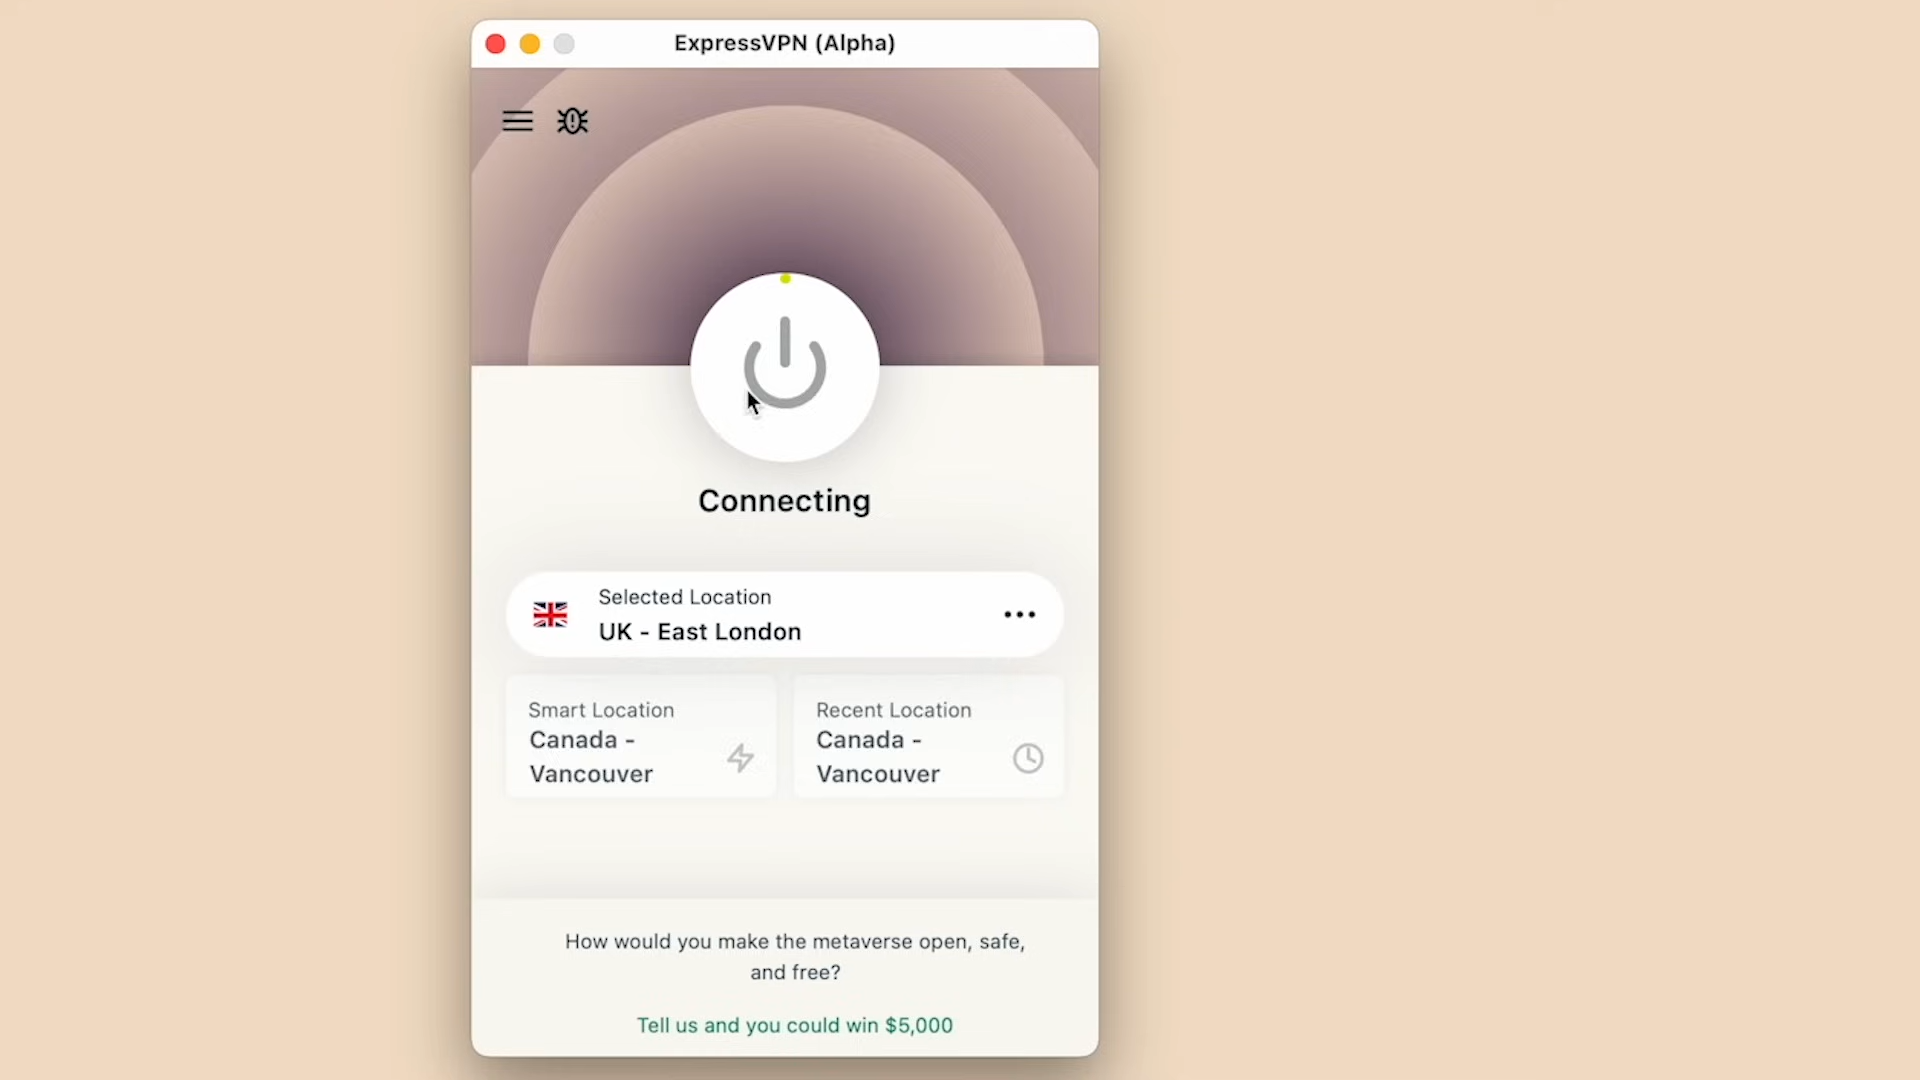 ExpressVPN (Alpha)
Connecting
Selected Location
UK - East London
Smart Location
Canada -
Vancouver
Recent Location
Canada -
Vancouver
How would you make the metaverse open, safe,
and free?
Tell us and you could win $5,000